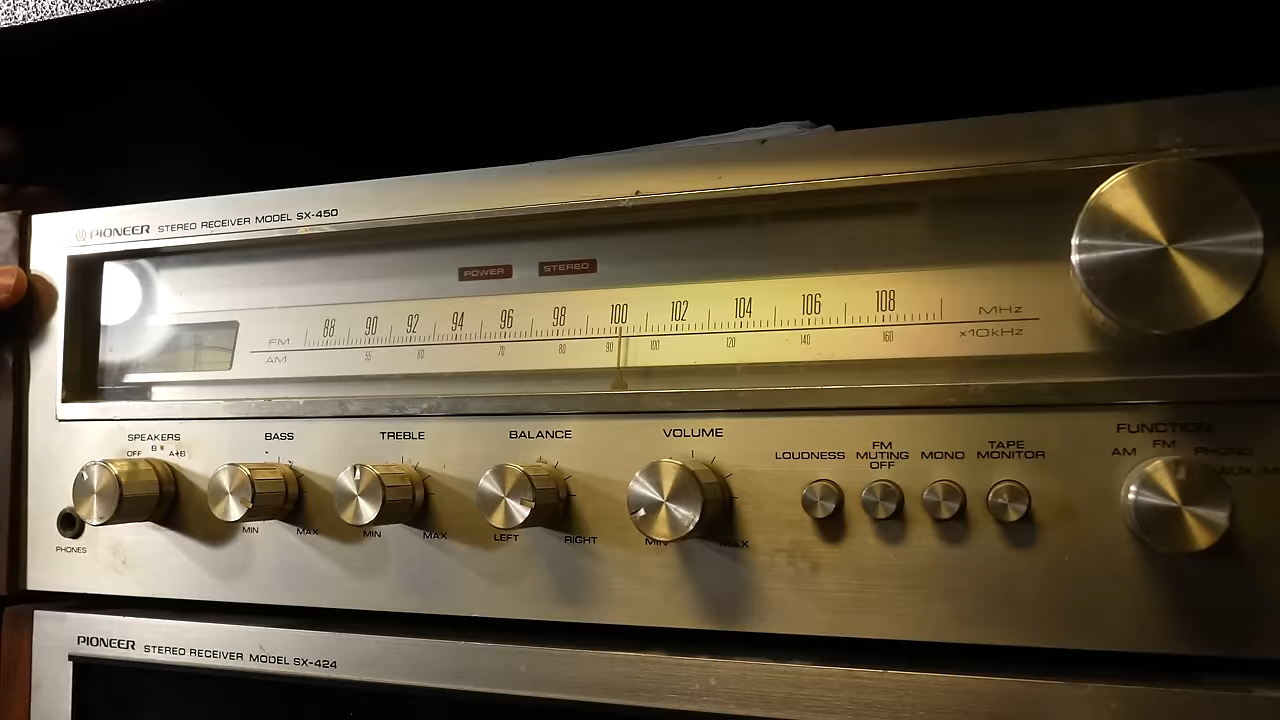 PIONEER STEREO RECEIVER MODEL SX-450
POWER STEREO
88 90 92 94 96 98 100 102 104 106 108 MHz
FM
AM 55 60 70 80 90 100 120 140 160 x10kHz
SPEAKERS BASS TREBLE BALANCE VOLUME FUNCTION
OFF B A+B
LOUDNESS FM MUTING OFF MONO TAPE MONITOR
AM FM PHONO
MIN MAX MIN MAX LEFT RIGHT MIN MAX
PHONES
PIONEER STEREO RECEIVER MODEL SX-424